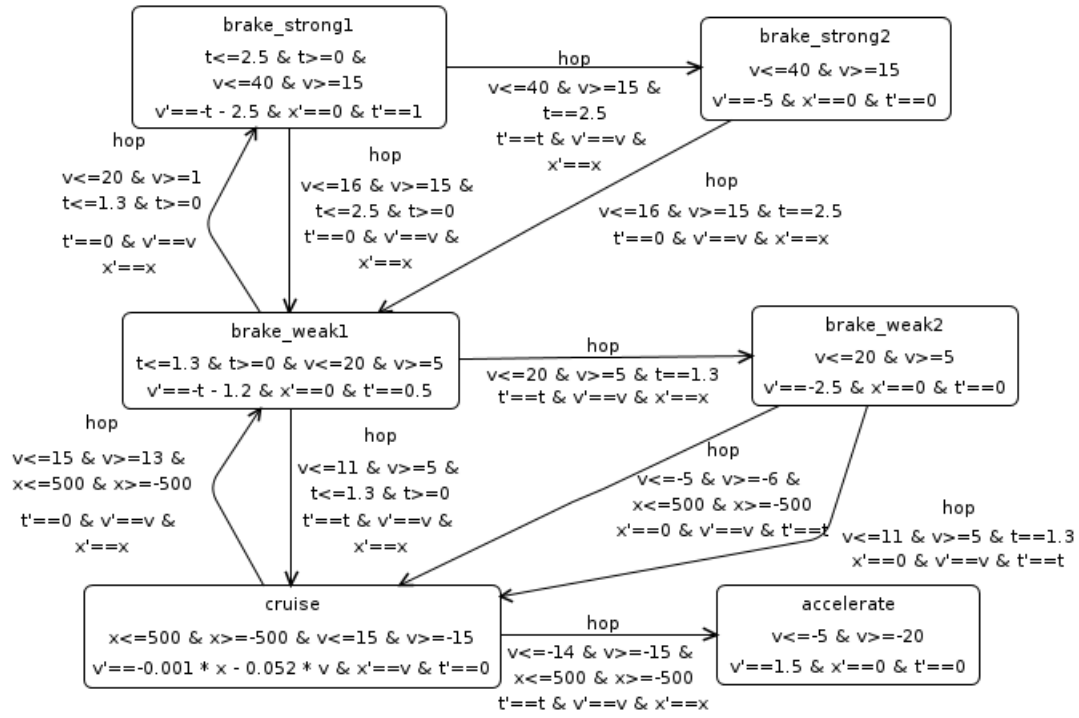 brake_strong1
t<=2.5 & t>=0 &
v<=40 & v>=15
v'==-t - 2.5 & x'==0 & t'==1
hop
v<=40 & v>=15 &
t==2.5
t'==t & v'==v &
x'==x
brake_strong2
v<=40 & v>=15
v'==-5 & x'==0 & t'==0
hop
v<=20 & v>=1
t<=1.3 & t>=0
t'==0 & v'==v
x'==x
hop
v<=16 & v>=15 &
t<=2.5 & t>=0
t'==0 & v'==v &
x'==x
hop
v<=16 & v>=15 & t==2.5
t'==0 & v'==v & x'==x
brake_weak1
t<=1.3 & t>=0 & v<=20 & v>=5
v'==-t - 1.2 & x'==0 & t'==0.5
hop
v<=20 & v>=5 & t==1.3
t'==t & v'==v & x'==x
brake_weak2
v<=20 & v>=5
v'==-2.5 & x'==0 & t'==0
hop
v<=15 & v>=13 &
x<=500 & x>=-500
t'==0 & v'==v &
x'==x
hop
v<=11 & v>=5 &
t<=1.3 & t>=0
t'==t & v'==v &
x'==x
hop
v<=-5 & v>=-6 &
x<=500 & x>=-500
x'==0 & v'==v & t'==t
hop
v<=11 & v>=5 & t==1.3
x'==0 & v'==v & t'==t
cruise
x<=500 & x>=-500 & v<=15 & v>=-15
v'==-0.001 * x - 0.052 * v & x'==v & t'==0
hop
v<=-14 & v>=-15 &
x<=500 & x>=-500
t'==t & v'==v & x'==x
accelerate
v<=-5 & v>=-20
v'==1.5 & x'==0 & t'==0